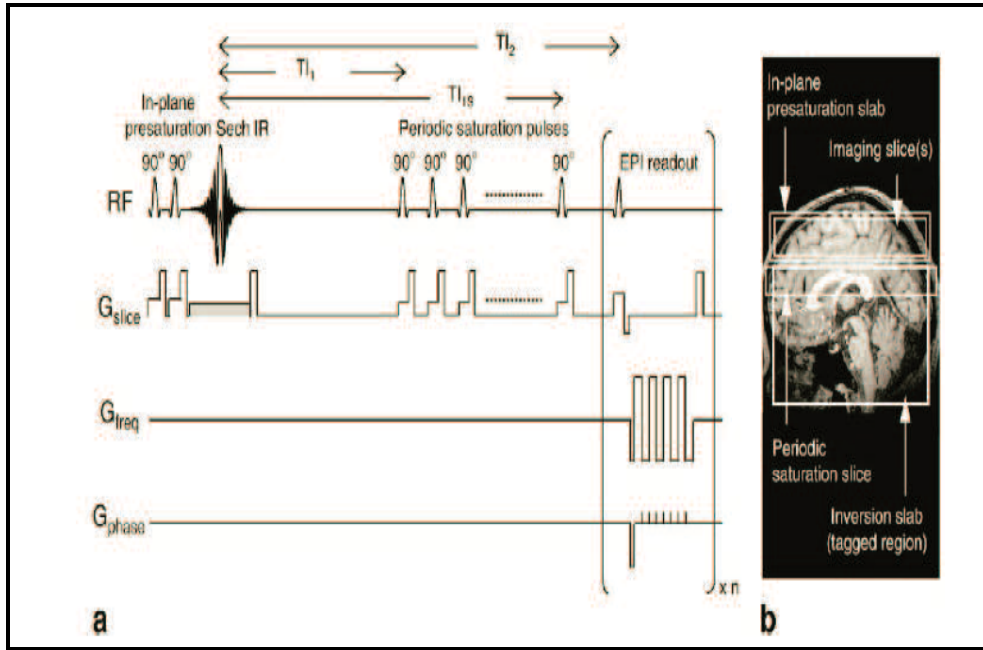 TI2
TI1
TI1S
In-plane
presaturation Sech IR
Periodic saturation pulses
90° 90°
90° 90° 90°
90°
EPI readout
RF
Gslice
Gfreq
Gphase
x n
a
In-plane
presaturation slab
Imaging slice(s)
Periodic
saturation slice
Inversion slab
(tagged region)
b